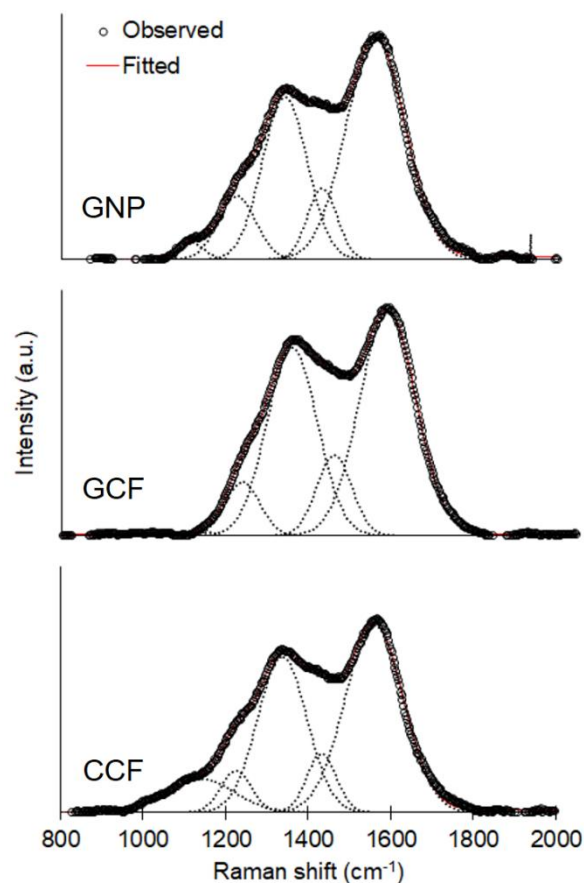 Observed
Fitted
GNP
GCF
CCF
Intensity (a.u.)
800 1000 1200 1400 1600 1800 2000
Raman shift (cm⁻¹)